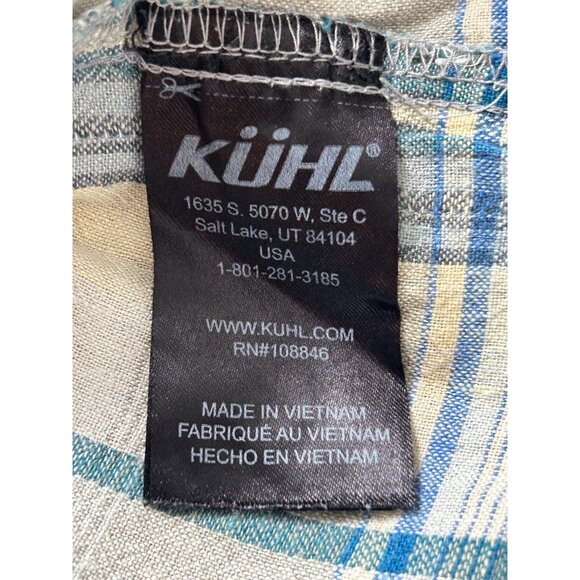 KÜHL®
1635 S. 5070 W, Ste C
Salt Lake, UT 84104
USA
1-801-281-3185
WWW.KUHL.COM
RN#108846
MADE IN VIETNAM
FABRIQUÉ AU VIETNAM
HECHO EN VIETNAM